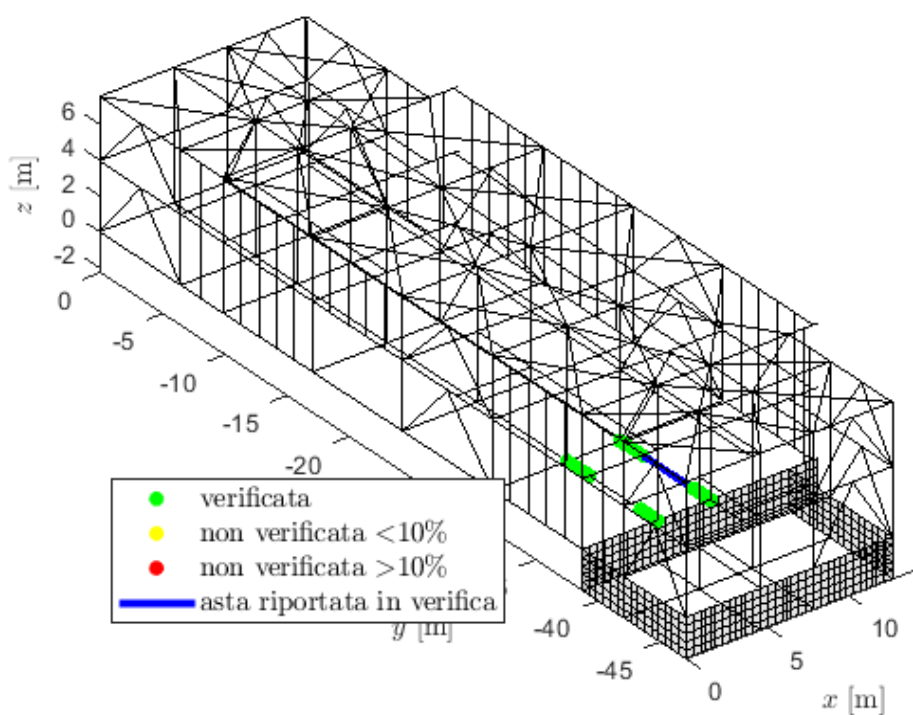 6
4
2
0
-2
z [m]
0
-5
-10
-15
-20
-40
-45
y [m]
0
5
10
x [m]
verificata
non verificata <10%
non verificata >10%
asta riportata in verifica